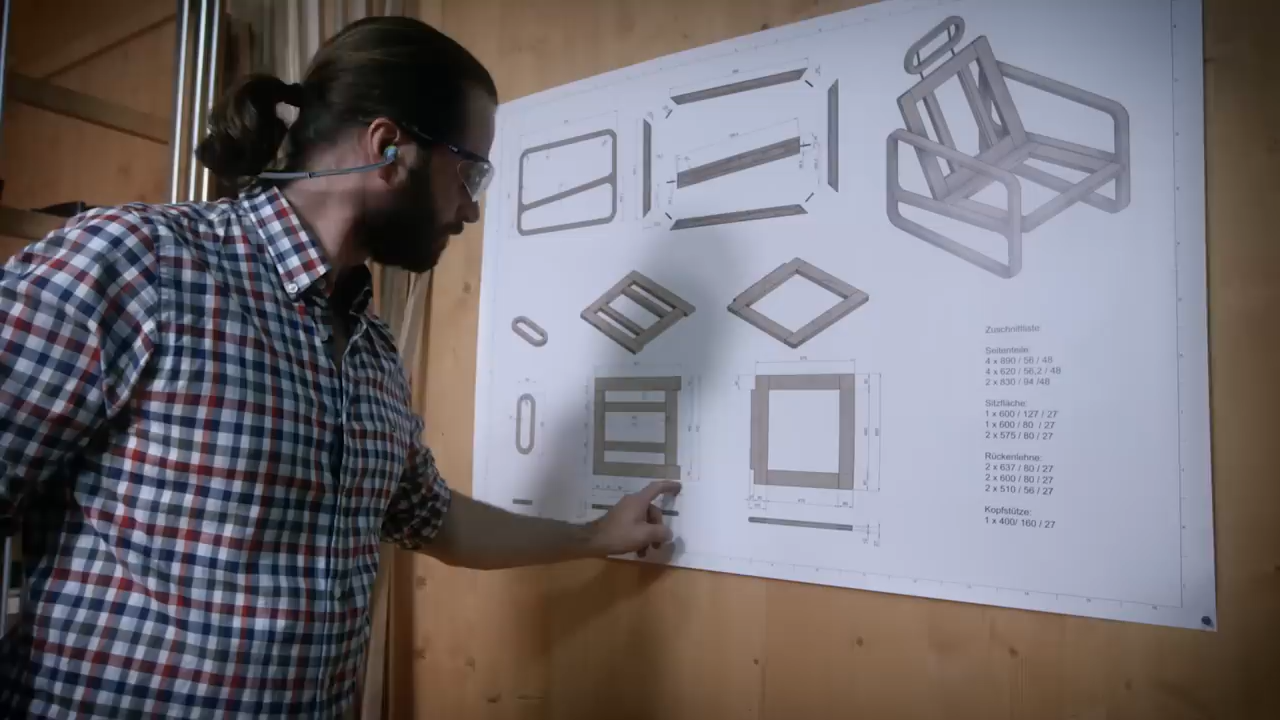 Zuschnittliste:
Seitenteile:
4 x 890 / 56 / 48
4 x 620 / 56,2 / 48
2 x 830 / 94 /48
Sitzfläche:
1 x 600 / 127 / 27
1 x 600 / 80 / 27
2 x 575 / 80 / 27
Rückenlehne:
2 x 637 / 80 / 27
2 x 600 / 80 / 27
2 x 510 / 56 / 27
Kopfstütze:
1 x 400/ 160 / 27